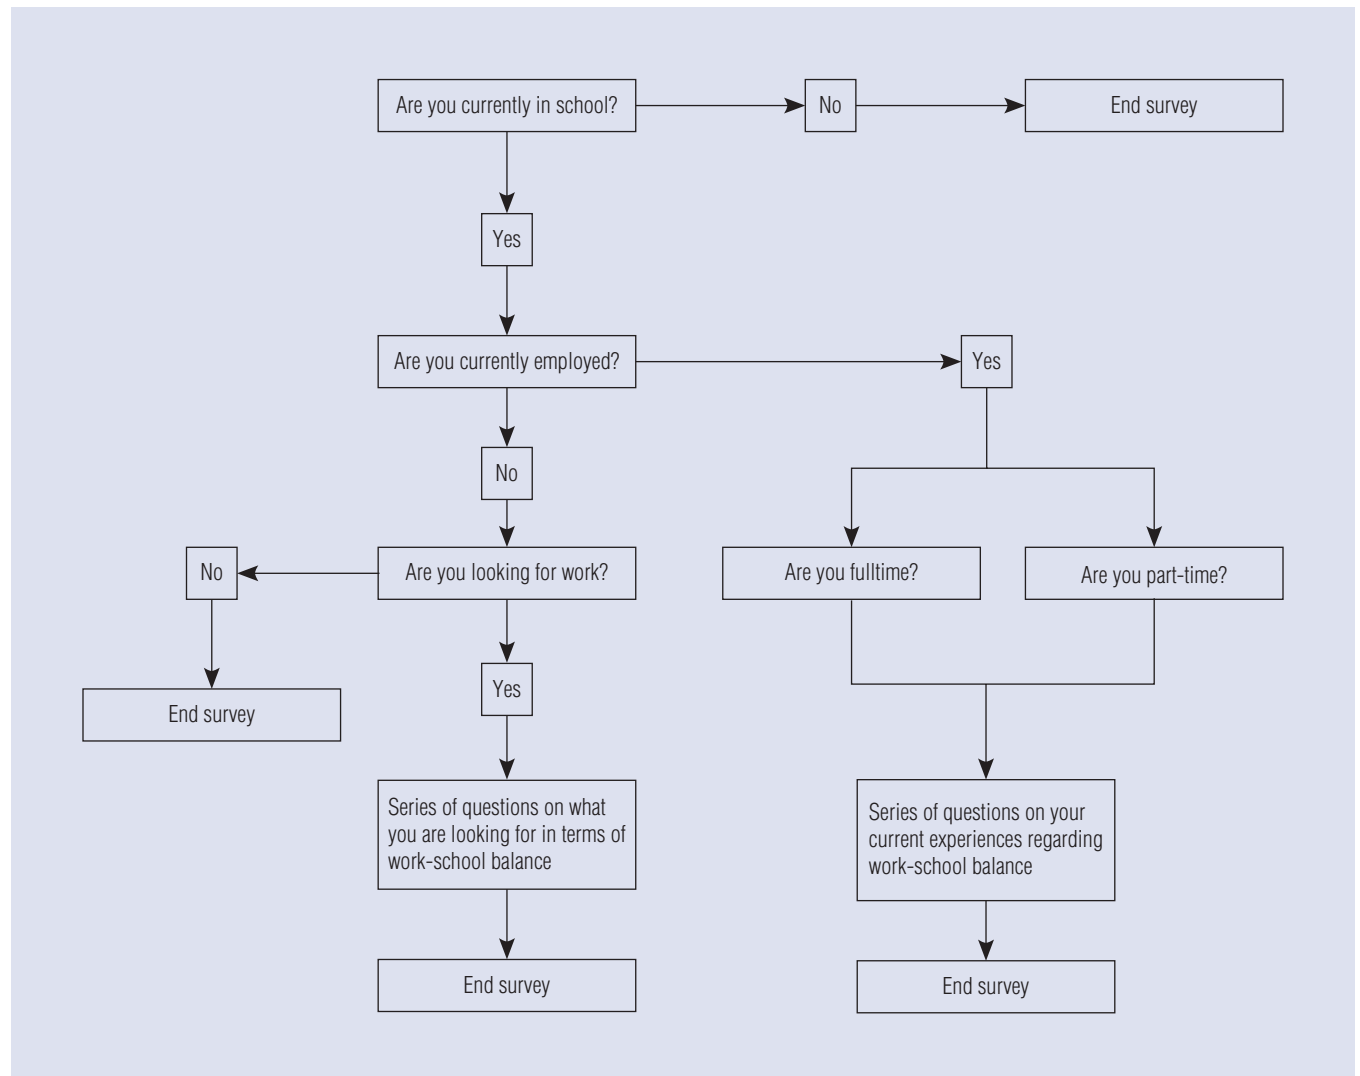 Are you currently in school?
No
End survey
Yes
Are you currently employed?
Yes
No
No
Are you looking for work?
Are you fulltime?
Are you part-time?
Yes
End survey
Series of questions on what
you are looking for in terms of
work-school balance
Series of questions on your
current experiences regarding
work-school balance
End survey
End survey